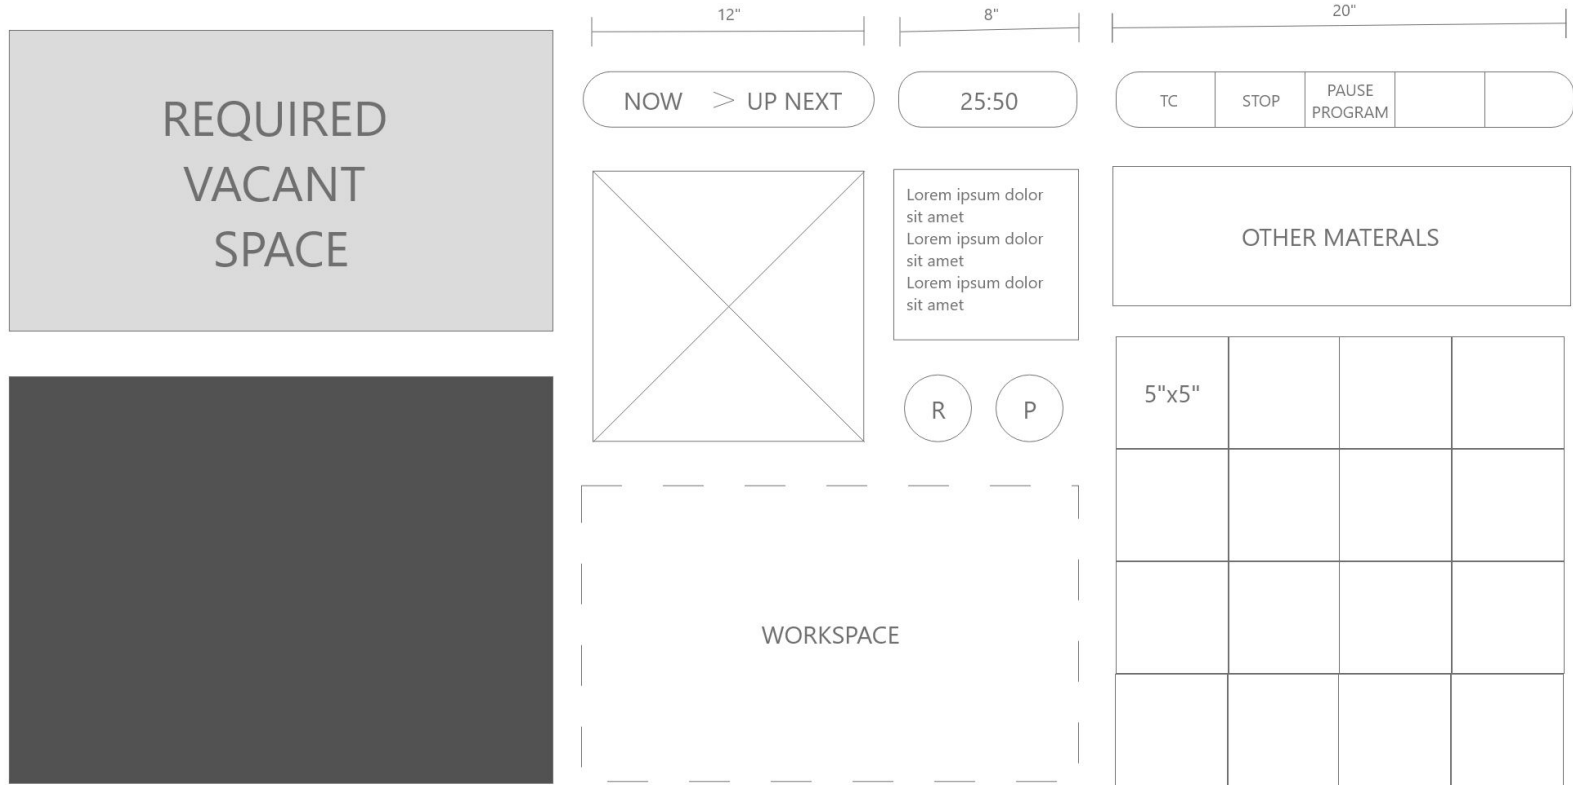 12"
8"
20"
REQUIRED
VACANT
SPACE
NOW > UP NEXT
25:50
TC
STOP
PAUSE
PROGRAM
Lorem ipsum dolor
sit amet
Lorem ipsum dolor
sit amet
Lorem ipsum dolor
sit amet
OTHER MATERALS
R
P
5"x5"
WORKSPACE